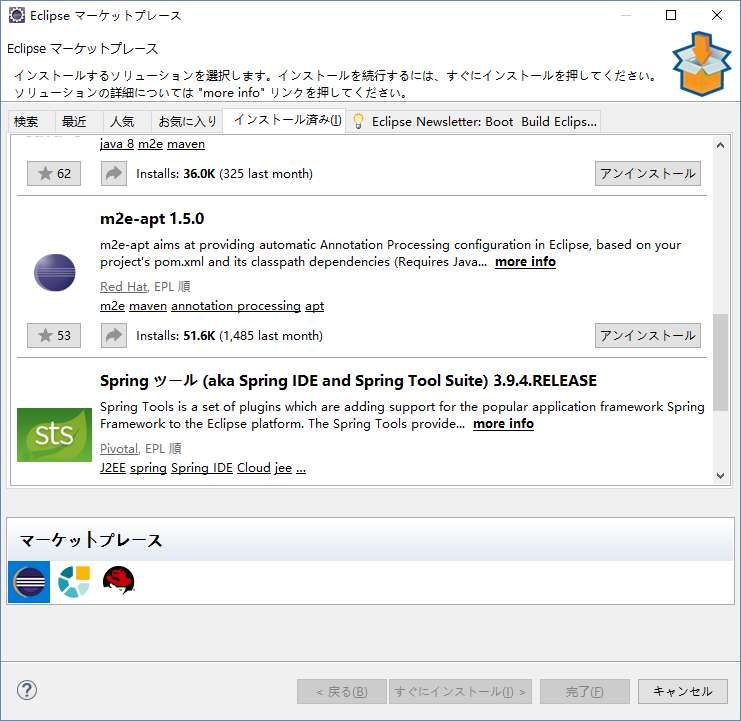 Eclipse マーケットプレース
Eclipse マーケットプレース
インストールするソリューションを選択します。インストールを続行するには、すぐにインストールを押してください。
ソリューションの詳細については "more info" リンクを押してください。
検索 最近 人気 お気に入り インストール済み(I) Eclipse Newsletter: Boot Build Eclips...
java 8 m2e maven
62 Installs: 36.0K (325 last month) アンインストール
m2e-apt 1.5.0
m2e-apt aims at providing automatic Annotation Processing configuration in Eclipse, based on your
project's pom.xml and its classpath dependencies (Requires Java... more info
Red Hat, EPL 順
m2e maven annotation processing apt
53 Installs: 51.6K (1,485 last month) アンインストール
Spring ツール (aka Spring IDE and Spring Tool Suite) 3.9.4.RELEASE
Spring Tools is a set of plugins which are adding support for the popular application framework Spring
Framework to the Eclipse platform. The Spring Tools provide... more info
sts
Pivotal, EPL 順
J2EE spring Spring IDE Cloud jee ...
マーケットプレース
? < 戻る(B) すぐにインストール(I) > 完了(F) キャンセル